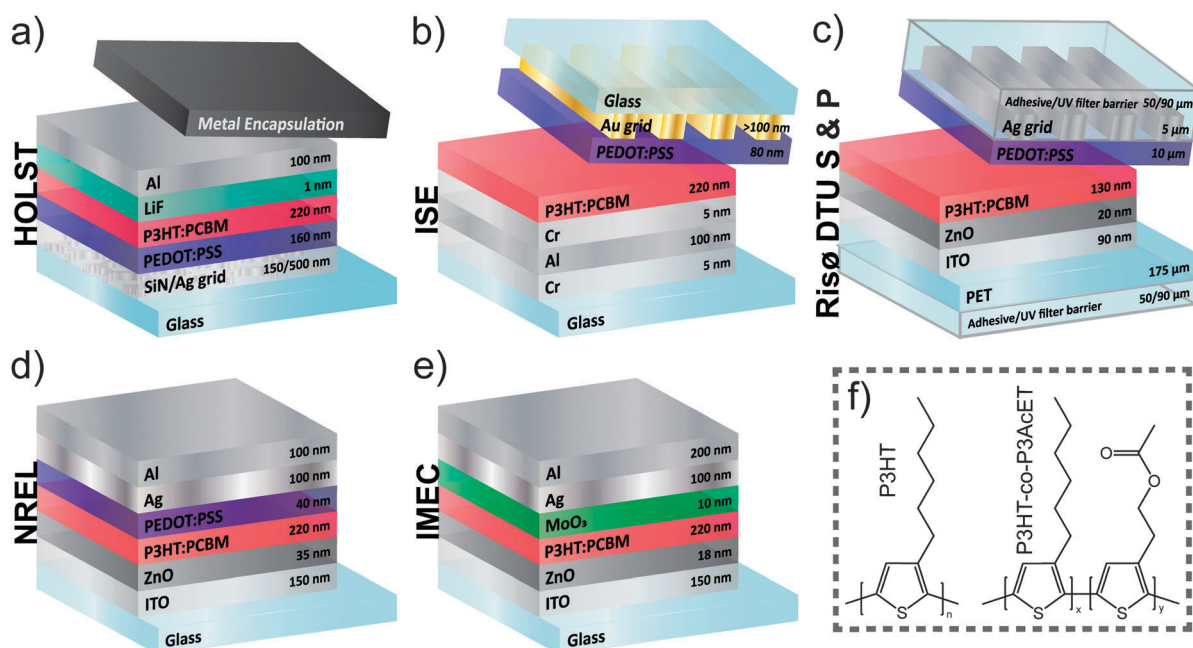 a)
HOLST
Metal Encapsulation
100 nm
Al
1 nm
LiF
220 nm
P3HT:PCBM
160 nm
PEDOT:PSS
150/500 nm
SiN/Ag grid
Glass
b)
ISE
Glass
Au grid >100 nm
PEDOT:PSS 80 nm
220 nm
P3HT:PCBM
5 nm
Cr
100 nm
Al
5 nm
Cr
Glass
c)
Risø DTU S & P
Adhesive/UV filter barrier 50/90 µm
Ag grid 5 µm
PEDOT:PSS 10 µm
130 nm
P3HT:PCBM
20 nm
ZnO
90 nm
ITO
175 µm
PET
50/90 µm
Adhesive/UV filter barrier
d)
NREL
100 nm
Al
100 nm
Ag
40 nm
PEDOT:PSS
220 nm
P3HT:PCBM
35 nm
ZnO
150 nm
ITO
Glass
e)
IMEC
200 nm
Al
100 nm
Ag
10 nm
MoO₃
220 nm
P3HT:PCBM
18 nm
ZnO
150 nm
ITO
Glass
f)
P3HT
S
n
P3HT-co-P3AcET
O
O
S
x
S
y